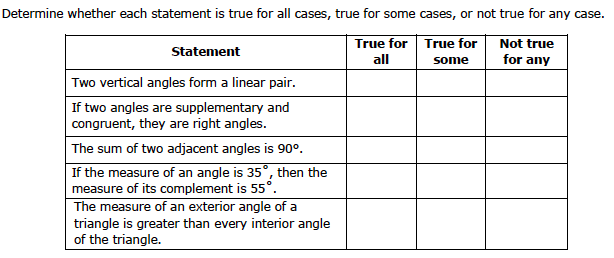 Determine whether each statement is true for all cases, true for some cases, or not true for any case.
Statement
True for
all
True for
some
Not true
for any
Two vertical angles form a linear pair.
If two angles are supplementary and
congruent, they are right angles.
The sum of two adjacent angles is 90°.
If the measure of an angle is 35°, then the
measure of its complement is 55°.
The measure of an exterior angle of a
triangle is greater than every interior angle
of the triangle.